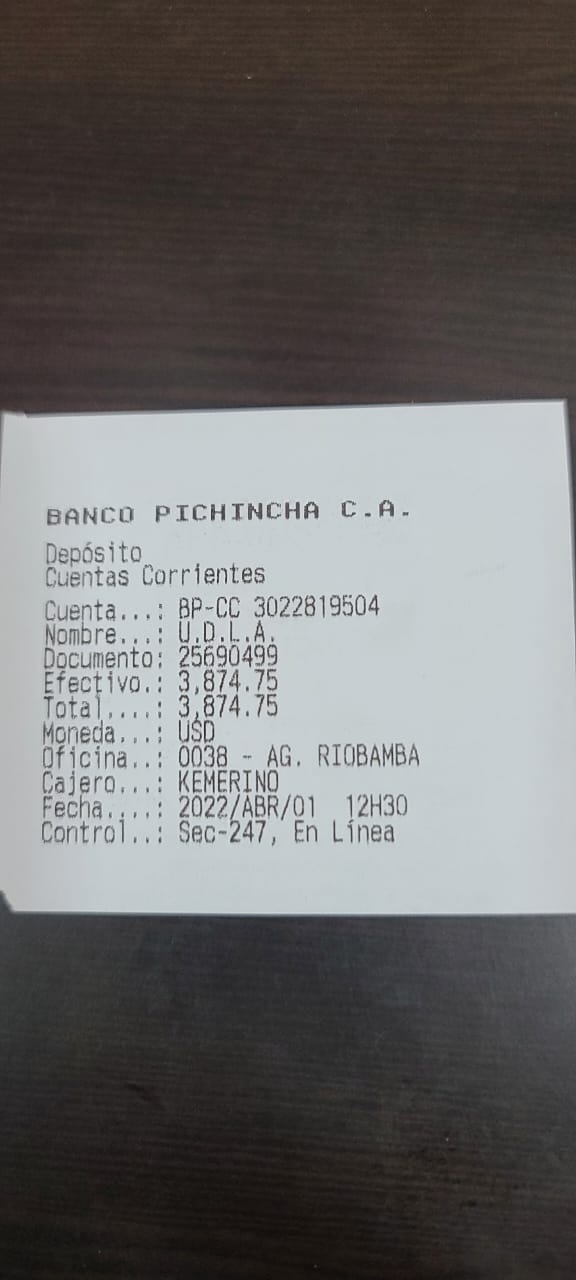 BANCO PICHINCHA C.A.
Depósito
Cuentas Corrientes
Cuenta...: BP-CC 3022819504
Nombre...: U.D.L.A.
Documento: 25690499
Efectivo.: 3,874.75
Total....: 3,874.75
Moneda...: USD
Oficina..: 0038 - AG. RIOBAMBA
Cajero...: KEMERINO
Fecha....: 2022/ABR/01 12H30
Control..: Sec-247, En Línea